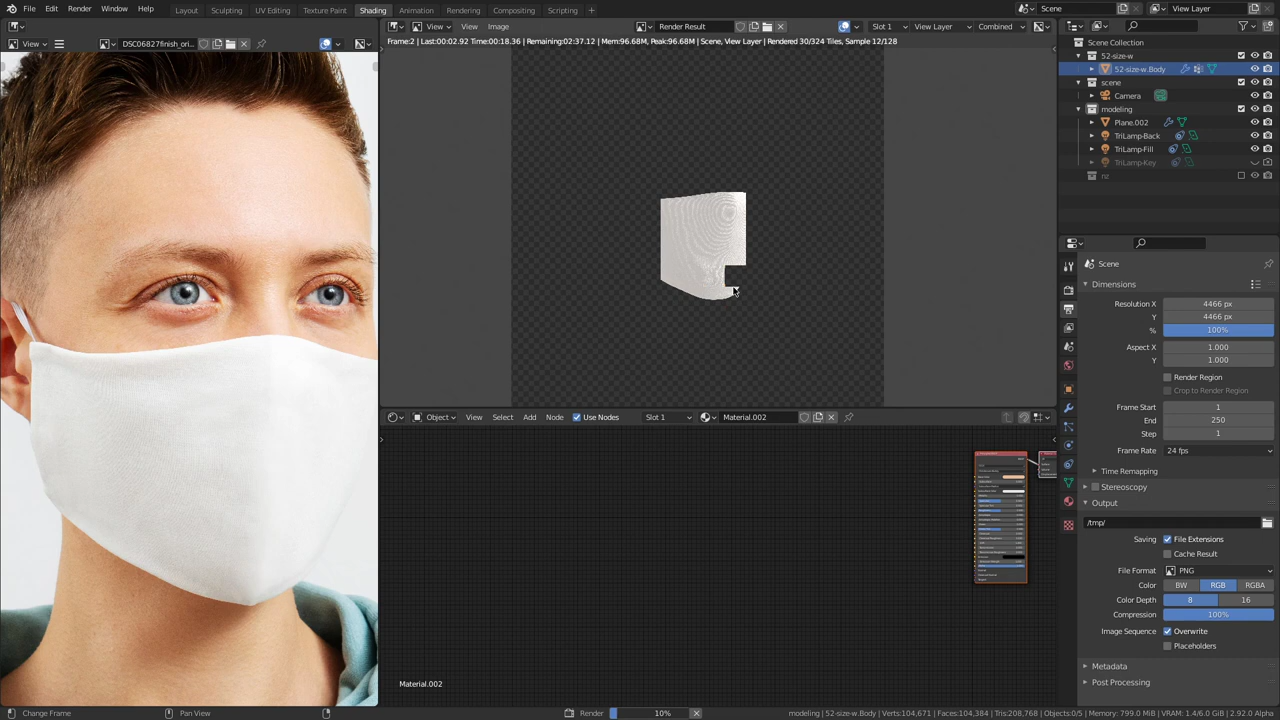 File Edit Render Window Help Layout Sculpting UV Editing Texture Paint Shading Animation Rendering Compositing Scripting + Scene View Layer
View DSC06827finish_ori... View View Image Render Result Slot 1 View Layer Combined
Frame:2 | Last:00:02.92 Time:00:18.36 | Remaining:02:37.12 | Mem:96.68M, Peak:96.68M | Scene, View Layer | Rendered 30/324 Tiles, Sample 12/128
Scene Collection
52-size-w
52-size-w.Body
scene
Camera
modeling
Plane.002
TriLamp-Back
TriLamp-Fill
TriLamp-Key
nz
Scene
Dimensions
Resolution X 4466 px
Y 4466 px
% 100%
Aspect X 1.000
Y 1.000
Render Region
Crop to Render Region
Frame Start 1
End 250
Step 1
Frame Rate 24 fps
Time Remapping
Stereoscopy
Output
/tmp/
Saving File Extensions
Cache Result
File Format PNG
Color BW RGB RGBA
Color Depth 8 16
Compression 100%
Image Sequence Overwrite
Placeholders
Metadata
Post Processing
Object View Select Add Node Use Nodes Slot 1 Material.002
Material.002
Change Frame Pan View Render 10% modeling | 52-size-w.Body | Verts:104,671 | Faces:104,384 | Tris:208,768 | Objects:0/5 | Memory: 799.0 MiB | VRAM: 1.4/6.0 GiB | 2.92.0 Alpha